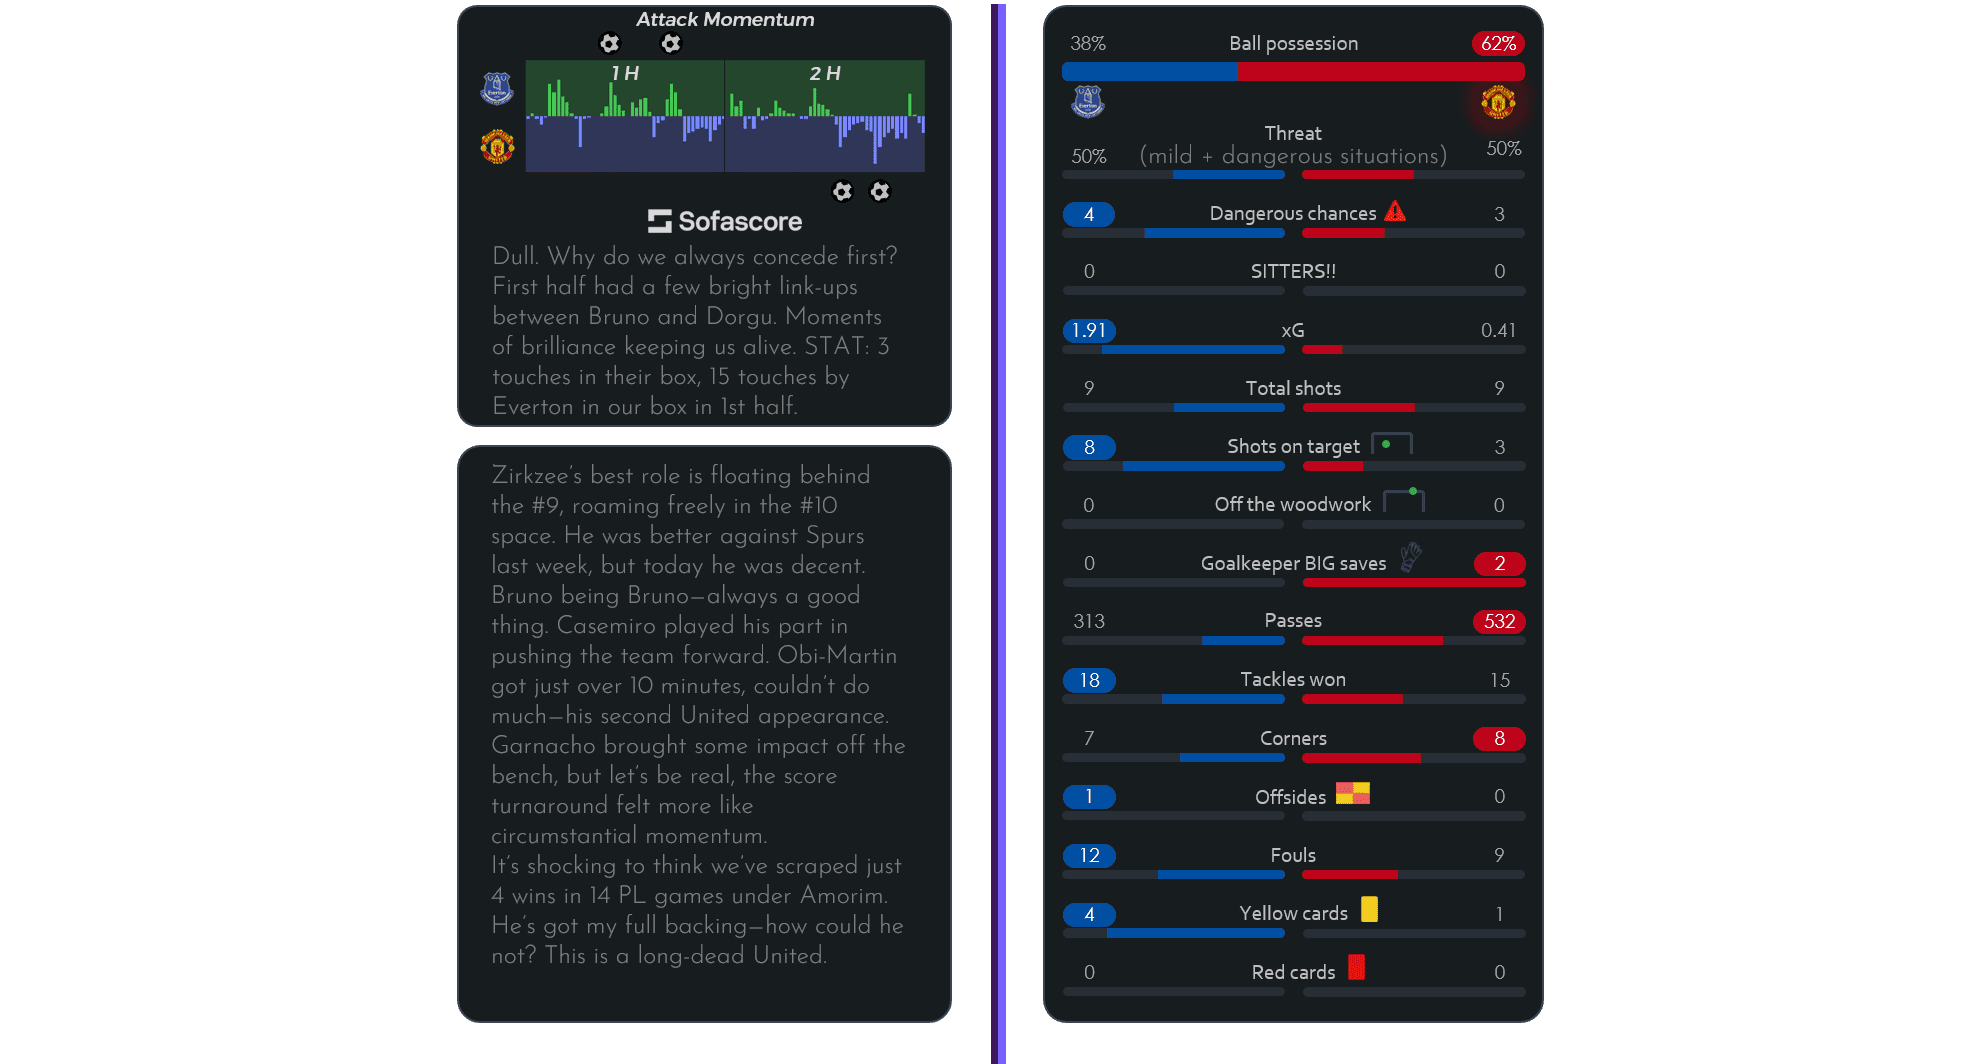 Attack Momentum
1 H
2 H
Sofascore
Dull. Why do we always concede first?
First half had a few bright link-ups
between Bruno and Dorgu. Moments
of brilliance keeping us alive. STAT: 3
touches in their box, 15 touches by
Everton in our box in 1st half.
Zirkzee's best role is floating behind
the #9, roaming freely in the #10
space. He was better against Spurs
last week, but today he was decent.
Bruno being Bruno—always a good
thing. Casemiro played his part in
pushing the team forward. Obi-Martin
got just over 10 minutes, couldn't do
much—his second United appearance.
Garnacho brought some impact off the
bench, but let's be real, the score
turnaround felt more like
circumstantial momentum.
It's shocking to think we've scraped just
4 wins in 14 PL games under Amorim.
He's got my full backing—how could he
not? This is a long-dead United.
38% Ball possession 62%
Threat
50% (mild + dangerous situations) 50%
4 Dangerous chances 3
0 SITTERS!! 0
1.91 xG 0.41
9 Total shots 9
8 Shots on target 3
0 Off the woodwork 0
0 Goalkeeper BIG saves 2
313 Passes 532
18 Tackles won 15
7 Corners 8
1 Offsides 0
12 Fouls 9
4 Yellow cards 1
0 Red cards 0